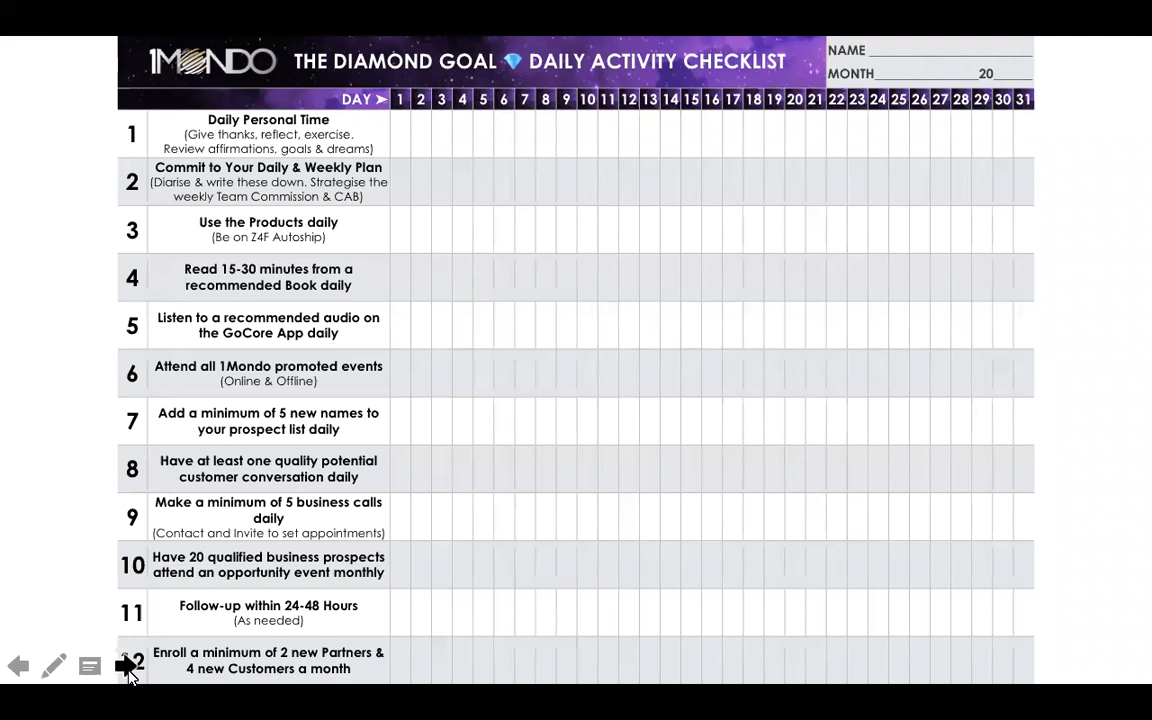 1MONDO THE DIAMOND GOAL 💎 DAILY ACTIVITY CHECKLIST
NAME
MONTH 20
DAY ➤ 1 2 3 4 5 6 7 8 9 10 11 12 13 14 15 16 17 18 19 20 21 22 23 24 25 26 27 28 29 30 31
1
Daily Personal Time
(Give thanks, reflect, exercise.
Review affirmations, goals & dreams)
2
Commit to Your Daily & Weekly Plan
(Diarise & write these down. Strategise the
weekly Team Commission & CAB)
3
Use the Products daily
(Be on Z4F Autoship)
4
Read 15-30 minutes from a
recommended Book daily
5
Listen to a recommended audio on
the GoCore App daily
6
Attend all 1Mondo promoted events
(Online & Offline)
7
Add a minimum of 5 new names to
your prospect list daily
8
Have at least one quality potential
customer conversation daily
9
Make a minimum of 5 business calls
daily
(Contact and Invite to set appointments)
10
Have 20 qualified business prospects
attend an opportunity event monthly
11
Follow-up within 24-48 Hours
(As needed)
2
Enroll a minimum of 2 new Partners &
4 new Customers a month